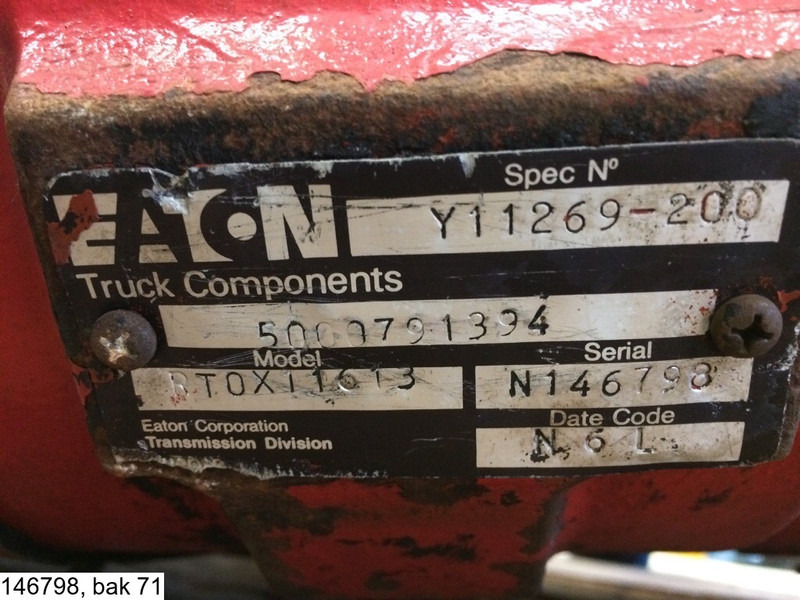 Spec Nº
EATON
Y11269-200
Truck Components
5000791394
Model
Serial
RTOX11613
N146798
Eaton Corporation
Date Code
Transmission Division
N 6 L
146798, bak 71